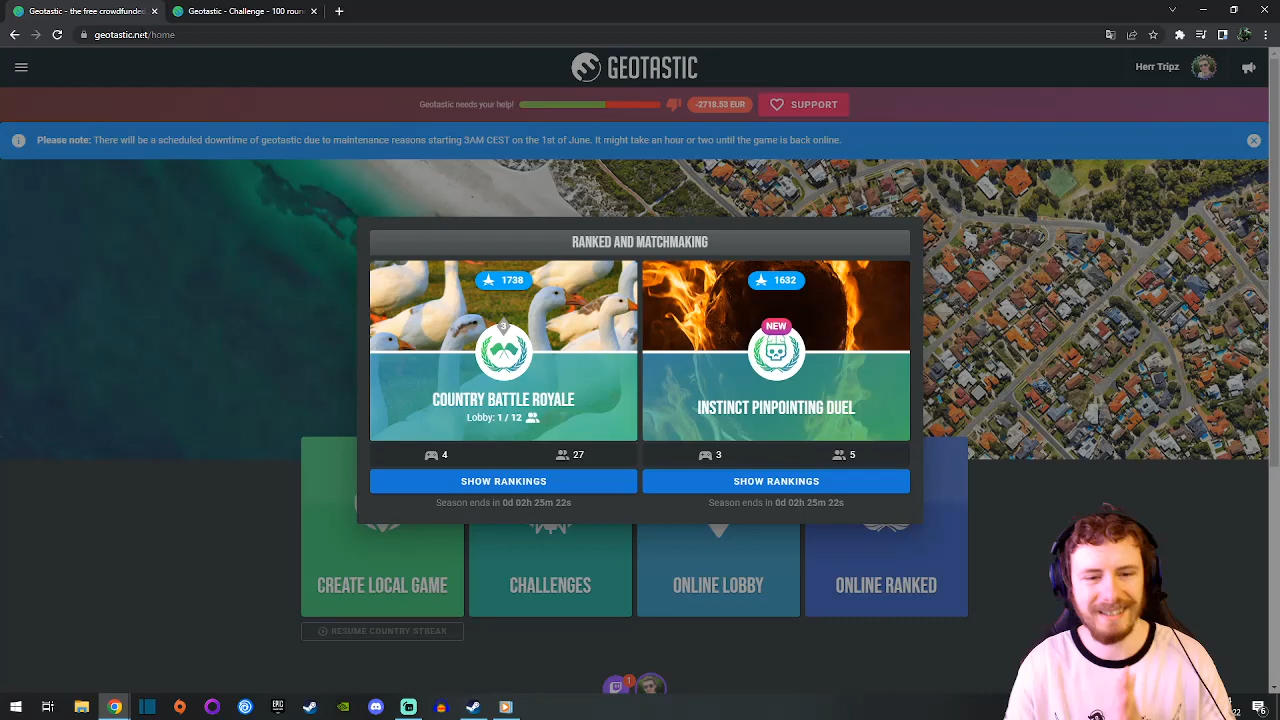 Geotastic - the free crowdfund
Geotastic - Challenge - 100 roun
geotastic.net/home
GEOTASTIC
Herr Tripz
Geotastic needs your help!
-2718.53 EUR
SUPPORT
Please note: There will be a scheduled downtime of geotastic due to maintenance reasons starting 3AM CEST on the 1st of June. It might take an hour or two until the game is back online.
RANKED AND MATCHMAKING
1738
1632
3
NEW
COUNTRY BATTLE ROYALE
Lobby: 1 / 12
INSTINCT PINPOINTING DUEL
4
27
3
5
SHOW RANKINGS
SHOW RANKINGS
Season ends in 0d 02h 25m 22s
Season ends in 0d 02h 25m 22s
CREATE LOCAL GAME
CHALLENGES
ONLINE LOBBY
ONLINE RANKED
RESUME COUNTRY STREAK
1
EPIC